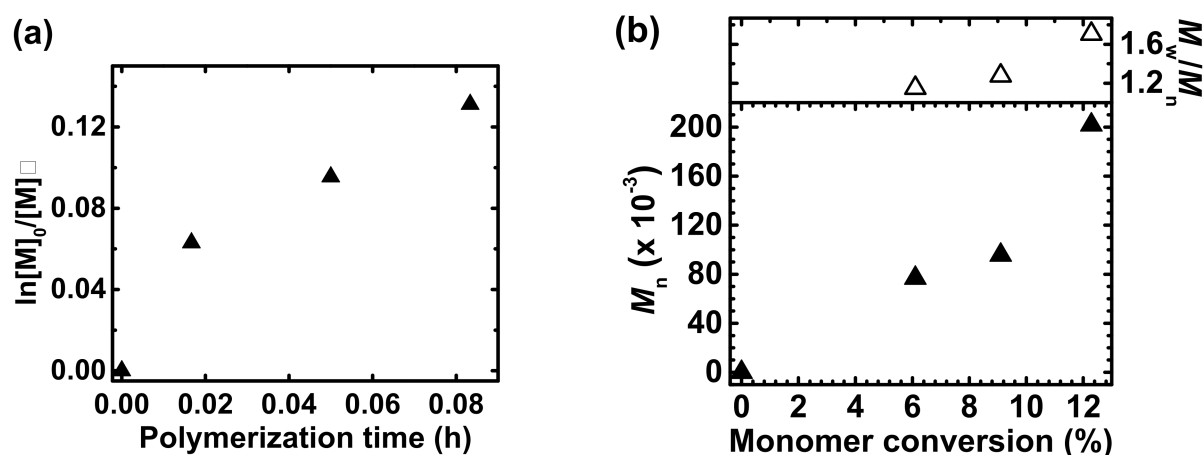 (a)
ln[M]0/[M]□
0.12
0.08
0.04
0.00
0.00 0.02 0.04 0.06 0.08
Polymerization time (h)
(b)
1.6
1.2
Mw/Mn
200
160
120
80
40
0
Mn (x 10-3)
0 2 4 6 8 10 12
Monomer conversion (%)